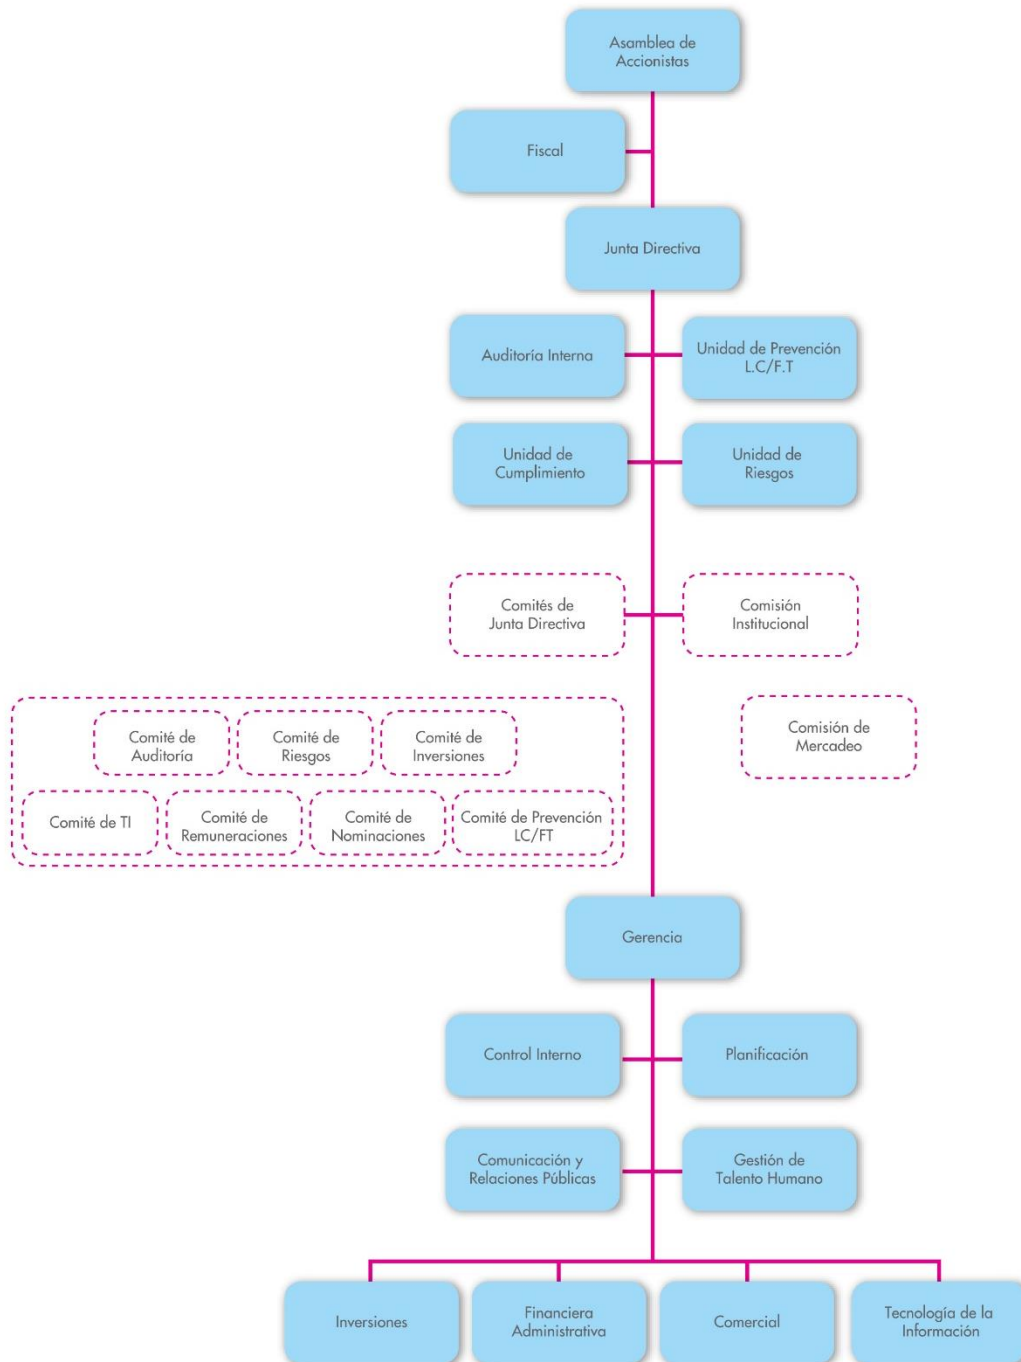 Asamblea de
Accionistas
Fiscal
Junta Directiva
Auditoría Interna
Unidad de Prevención
L.C/F.T
Unidad de
Cumplimiento
Unidad de
Riesgos
Comités de
Junta Directiva
Comisión
Institucional
Comité de
Auditoría
Comité de
Riesgos
Comité de
Inversiones
Comisión de
Mercadeo
Comité de TI
Comité de
Remuneraciones
Comité de
Nominaciones
Comité de Prevención
LC/FT
Gerencia
Control Interno
Planificación
Comunicación y
Relaciones Públicas
Gestión de
Talento Humano
Inversiones
Financiera
Administrativa
Comercial
Tecnología de la
Información